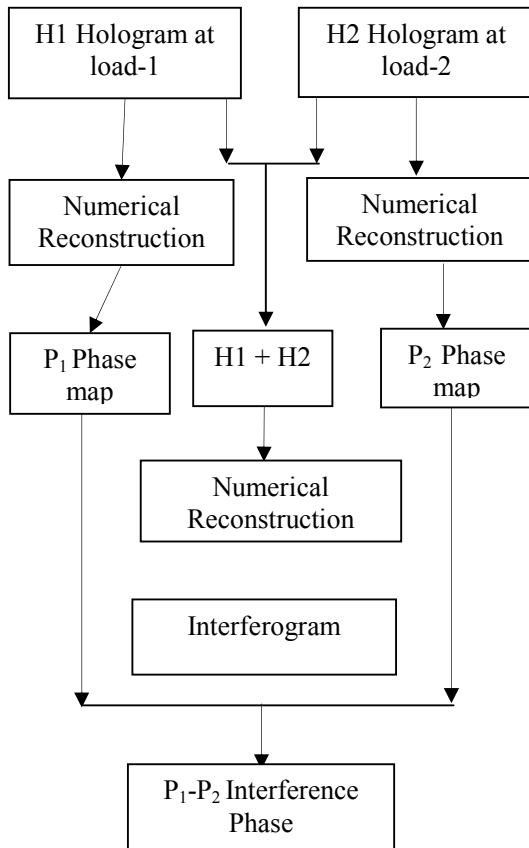 H1 Hologram at
load-1
H2 Hologram at
load-2
Numerical
Reconstruction
Numerical
Reconstruction
P₁ Phase
map
H1 + H2
P₂ Phase
map
Numerical
Reconstruction
Interferogram
P₁-P₂ Interference
Phase